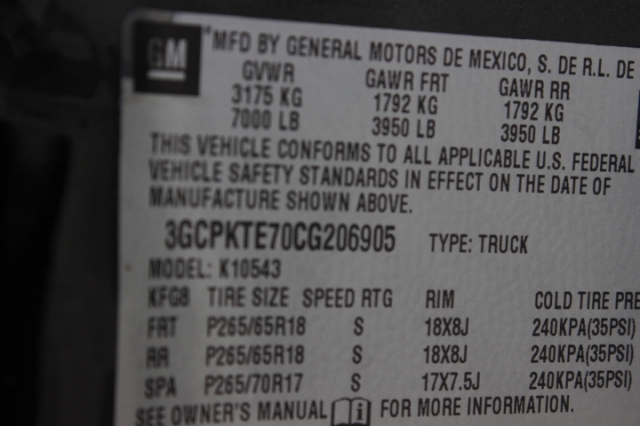 GM *MFD BY GENERAL MOTORS DE MEXICO, S. DE R.L. DE
GVWR GAWR FRT GAWR RR
3175 KG 1792 KG 1792 KG
7000 LB 3950 LB 3950 LB
THIS VEHICLE CONFORMS TO ALL APPLICABLE U.S. FEDERAL
VEHICLE SAFETY STANDARDS IN EFFECT ON THE DATE OF
MANUFACTURE SHOWN ABOVE.
3GCPKTE70CG206905 TYPE: TRUCK
MODEL: K10543
KFG8 TIRE SIZE SPEED RTG RIM COLD TIRE PRE
FRT P265/65R18 S 18X8J 240KPA(35PSI)
RR P265/65R18 S 18X8J 240KPA(35PSI)
SPA P265/70R17 S 17X7.5J 240KPA(35PSI)
SEE OWNER'S MANUAL i FOR MORE INFORMATION.